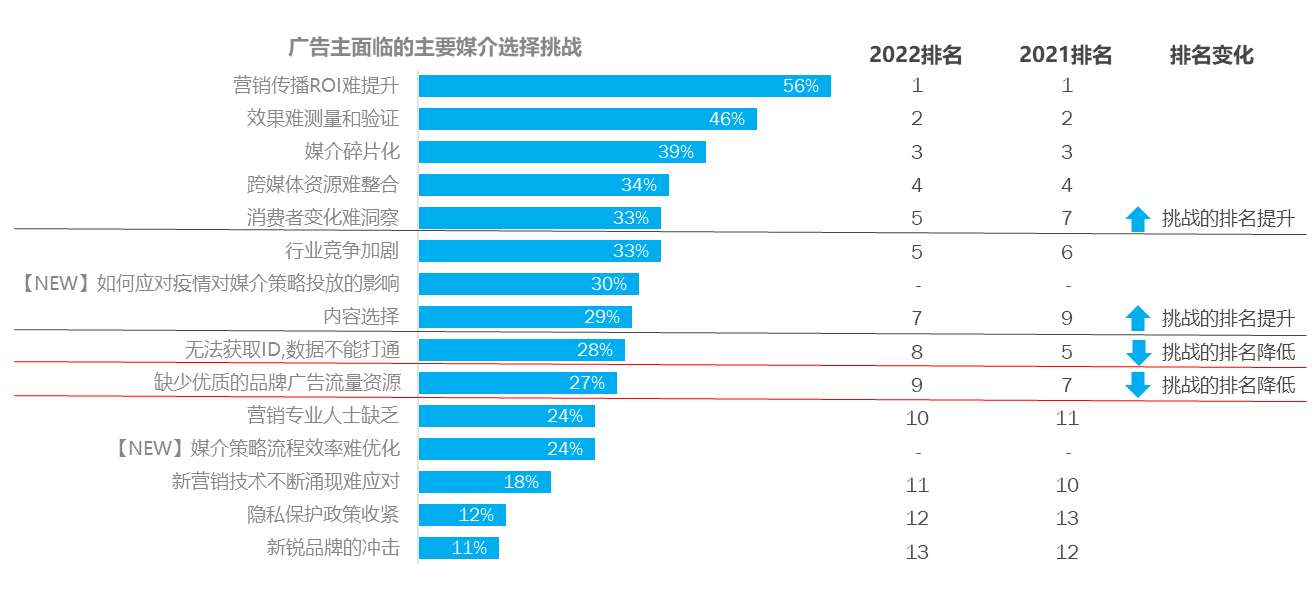 广告主面临的主要媒介选择挑战 2022排名 2021排名 排名变化
营销传播ROI难提升 56% 1 1
效果难测量和验证 46% 2 2
媒介碎片化 39% 3 3
跨媒体资源难整合 34% 4 4
消费者变化难洞察 33% 5 7 挑战的排名提升
行业竞争加剧 33% 5 6
【NEW】如何应对疫情对媒介策略投放的影响 30% - -
内容选择 29% 7 9 挑战的排名提升
无法获取ID,数据不能打通 28% 8 5 挑战的排名降低
缺少优质的品牌广告流量资源 27% 9 7 挑战的排名降低
营销专业人士缺乏 24% 10 11
【NEW】媒介策略流程效率难优化 24% - -
新营销技术不断涌现难应对 18% 11 10
隐私保护政策收紧 12% 12 13
新锐品牌的冲击 11% 13 12